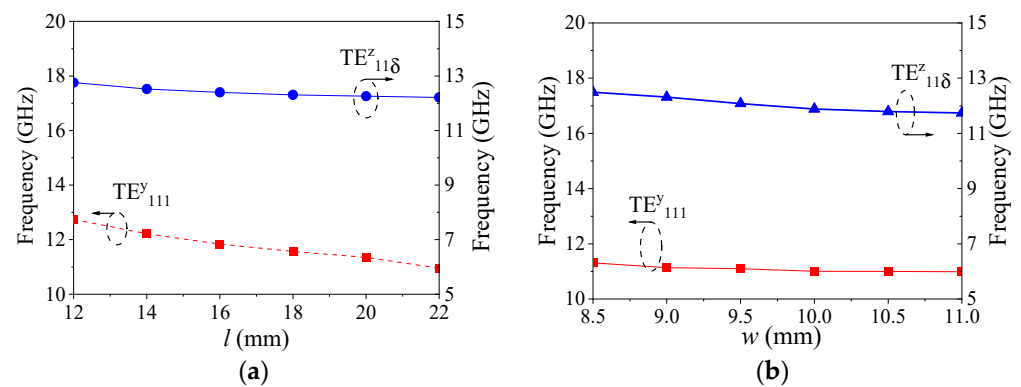 20
18
16
14
12
10
Frequency (GHz)
TE^z_11δ
TE^y_111
15
13
11
9
7
5
Frequency (GHz)
12 14 16 18 20 22
l (mm)
(a)
20
18
16
14
12
10
Frequency (GHz)
TE^z_11δ
TE^y_111
15
13
11
9
7
5
Frequency (GHz)
8.5 9.0 9.5 10.0 10.5 11.0
w (mm)
(b)